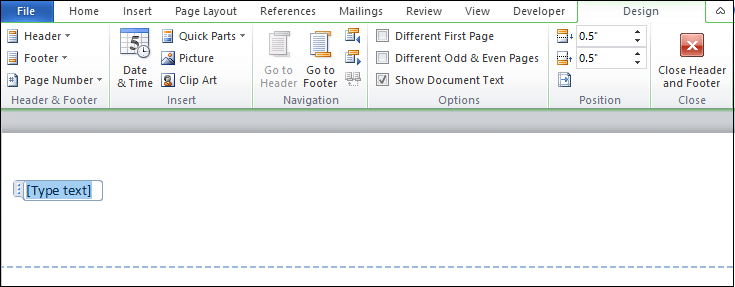 File Home Insert Page Layout References Mailings Review View Developer Design
Header Quick Parts Different First Page 0.5"
Footer Picture Different Odd & Even Pages 0.5"
Page Number Date & Time Clip Art Go to Header Go to Footer Show Document Text Close Header and Footer
Header & Footer Insert Navigation Options Position Close
[Type text]